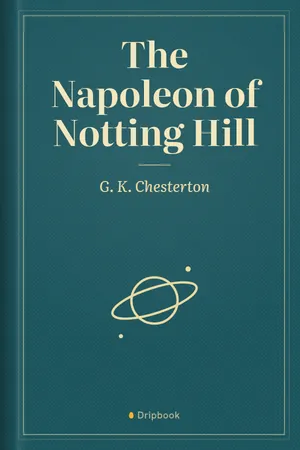 The
Napoleon of
Notting Hill
G. K. Chesterton
Dripbook